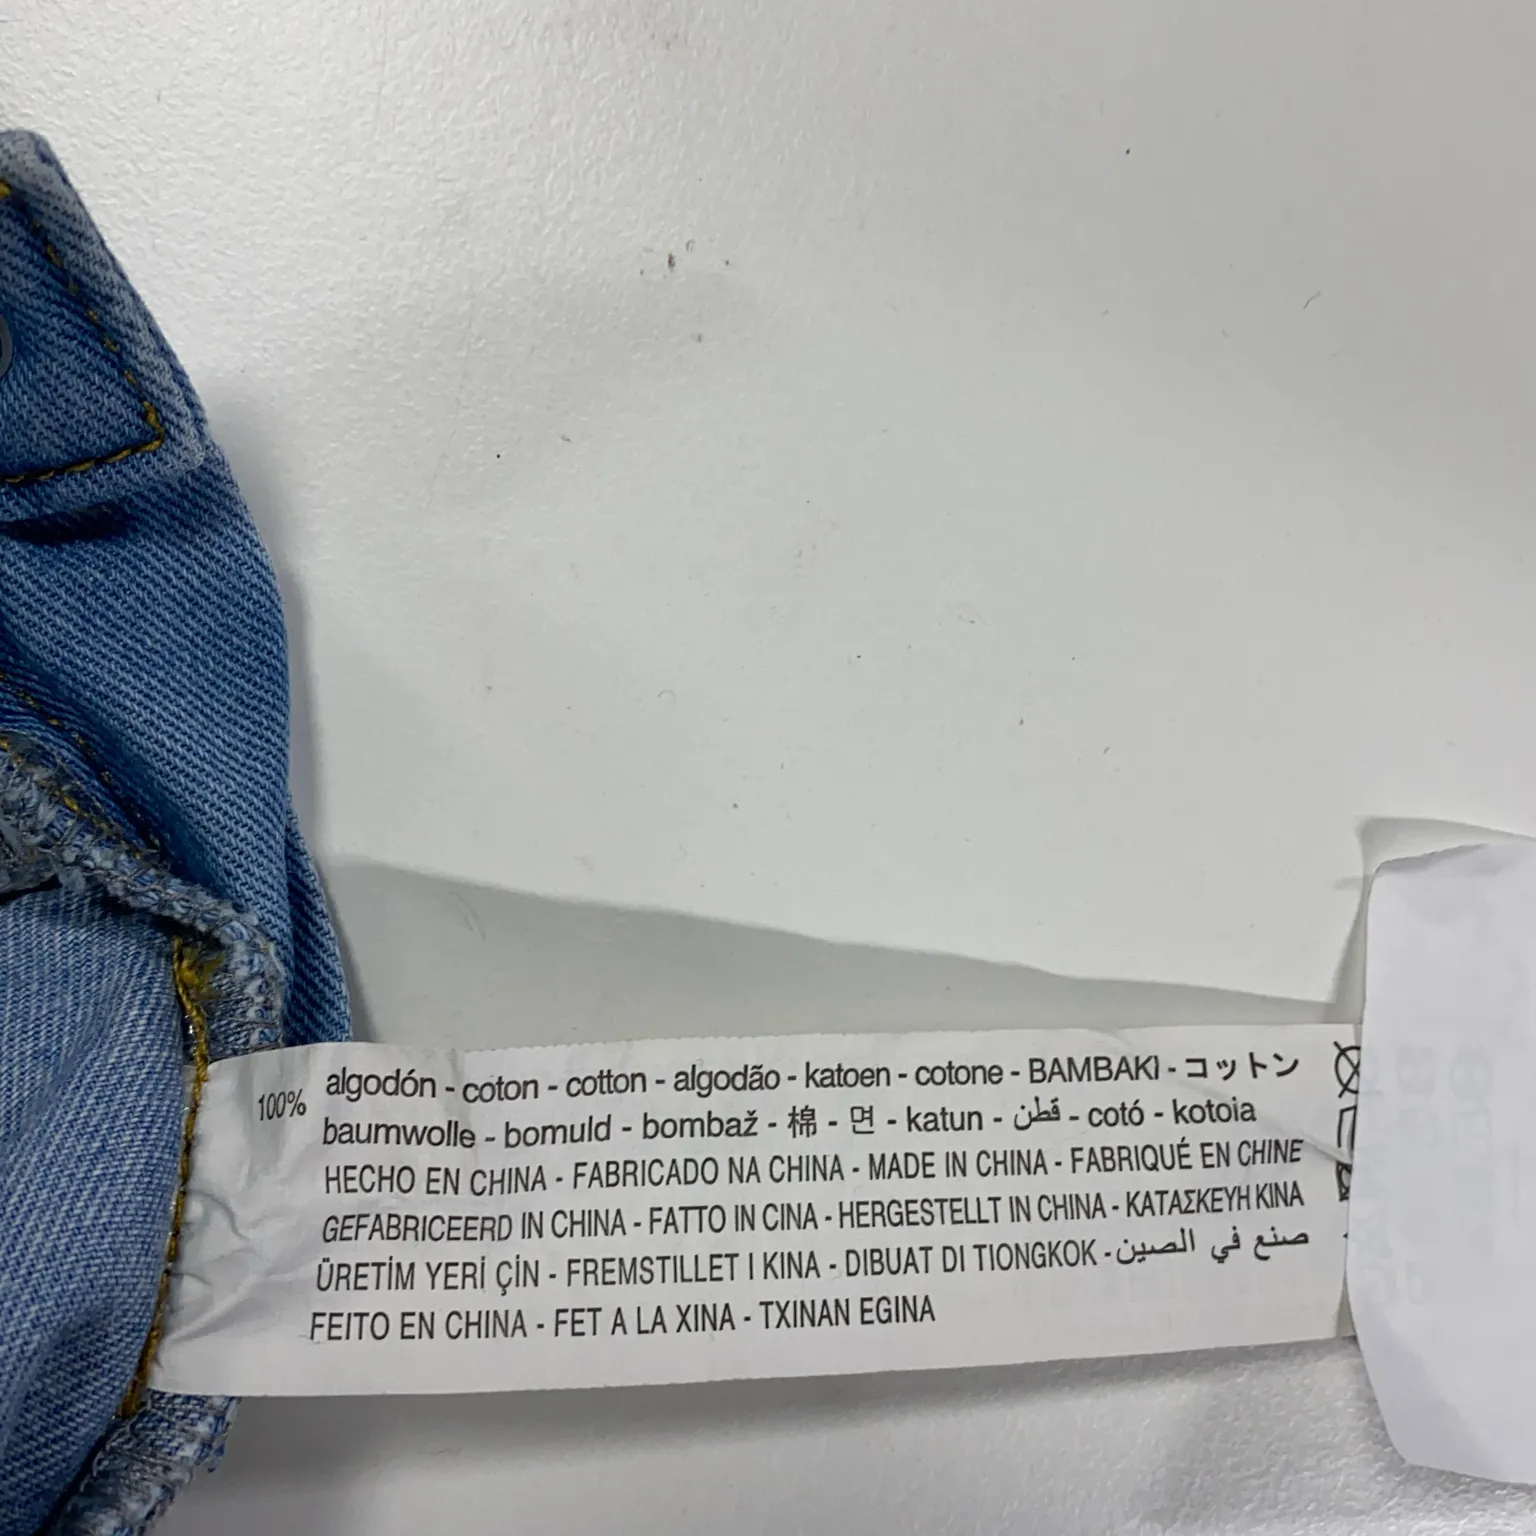 100% algodón - coton - cotton - algodão - katoen - cotone - BAMBAKI - コットン
baumwolle - bomuld - bombaž - 棉 - 면 - katun - قطن - cotó - kotoia
HECHO EN CHINA - FABRICADO NA CHINA - MADE IN CHINA - FABRIQUÉ EN CHINE
GEFABRICEERD IN CHINA - FATTO IN CINA - HERGESTELLT IN CHINA - ΚΑΤΑΣΚΕΥΗ ΚΙΝΑ
ÜRETİM YERİ ÇİN - FREMSTILLET I KINA - DIBUAT DI TIONGKOK - صنع في الصين
FEITO EN CHINA - FET A LA XINA - TXINAN EGINA